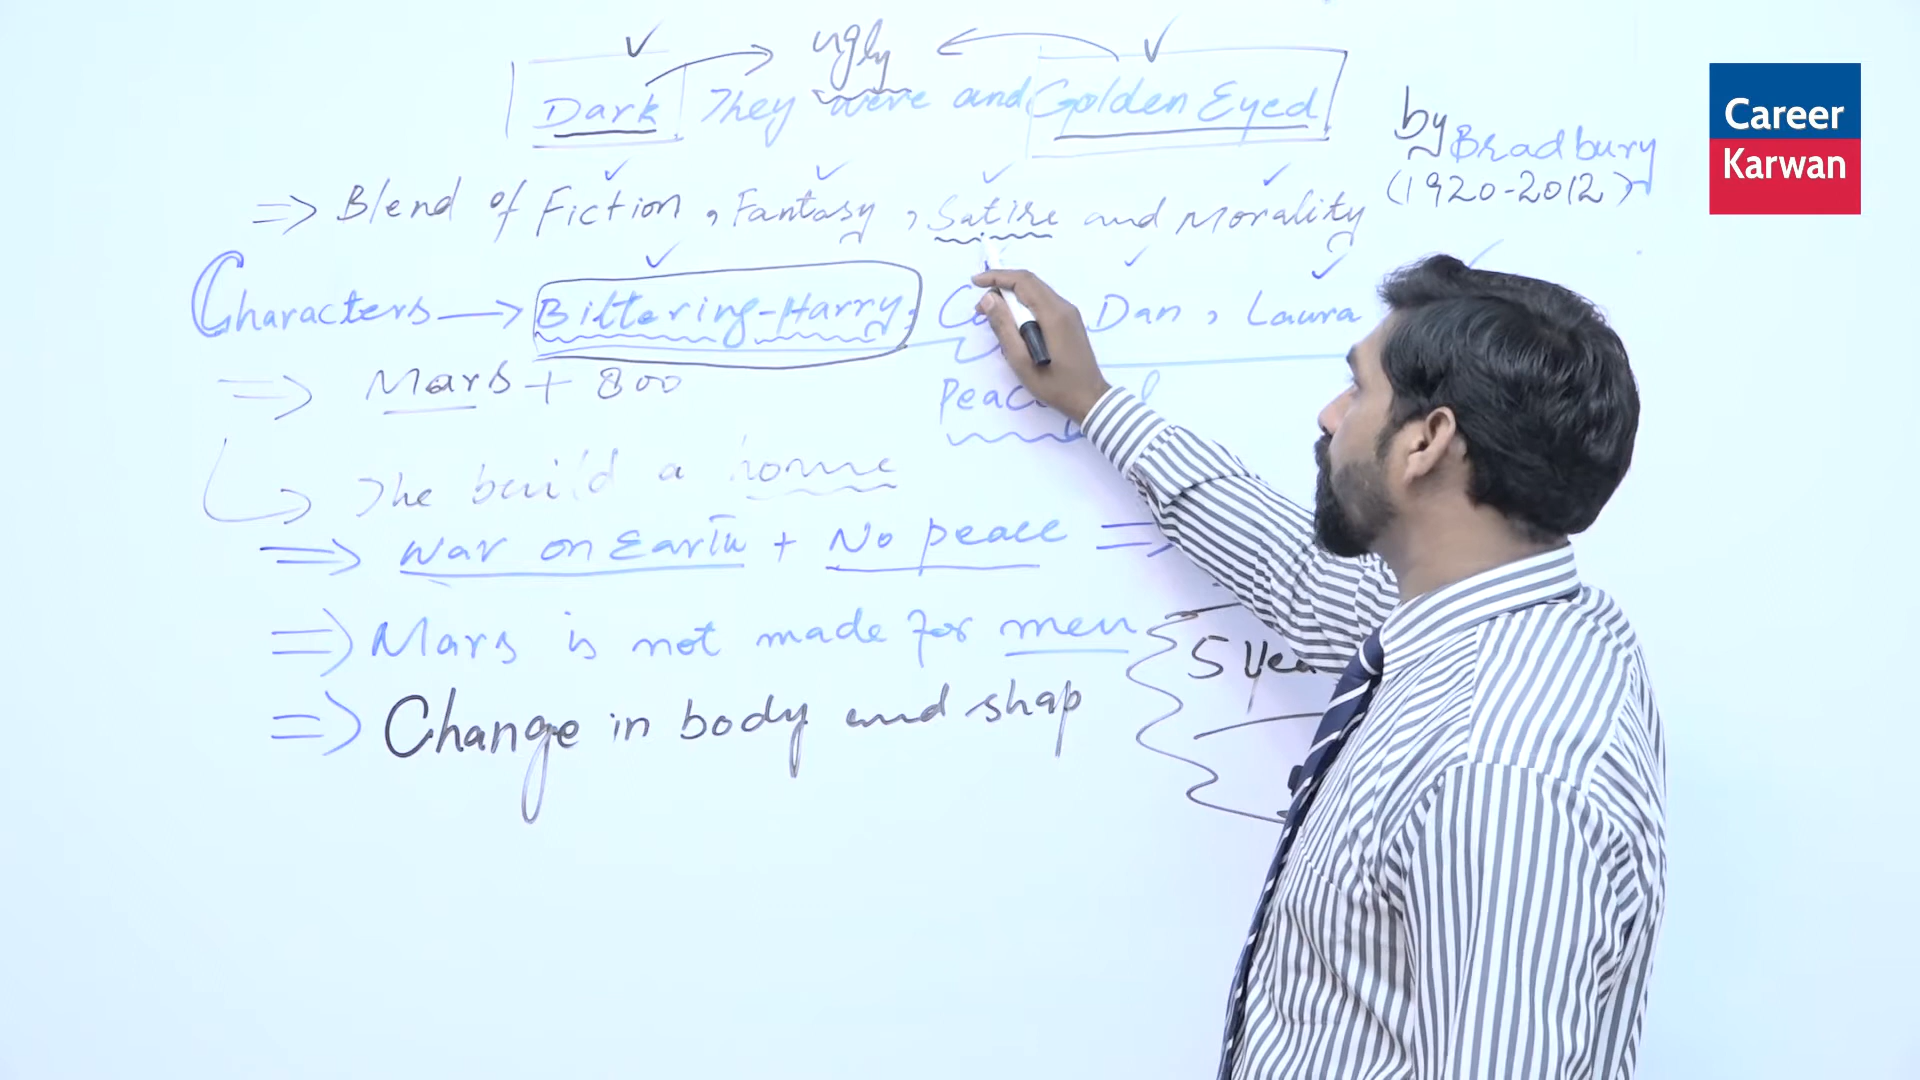 ugly
Dark They were and Golden Eyed
by Bradbury
(1920-2012)
Career
Karwan
⇒ Blend of Fiction, Fantasy, Satire and Morality
Characters → Bittering-Harry, Dan, Laura
⇒ Mars + 800
The build a home
⇒ War on Earth + No peace ⇒
⇒ Mars is not made for men
⇒ Change in body and shap
5